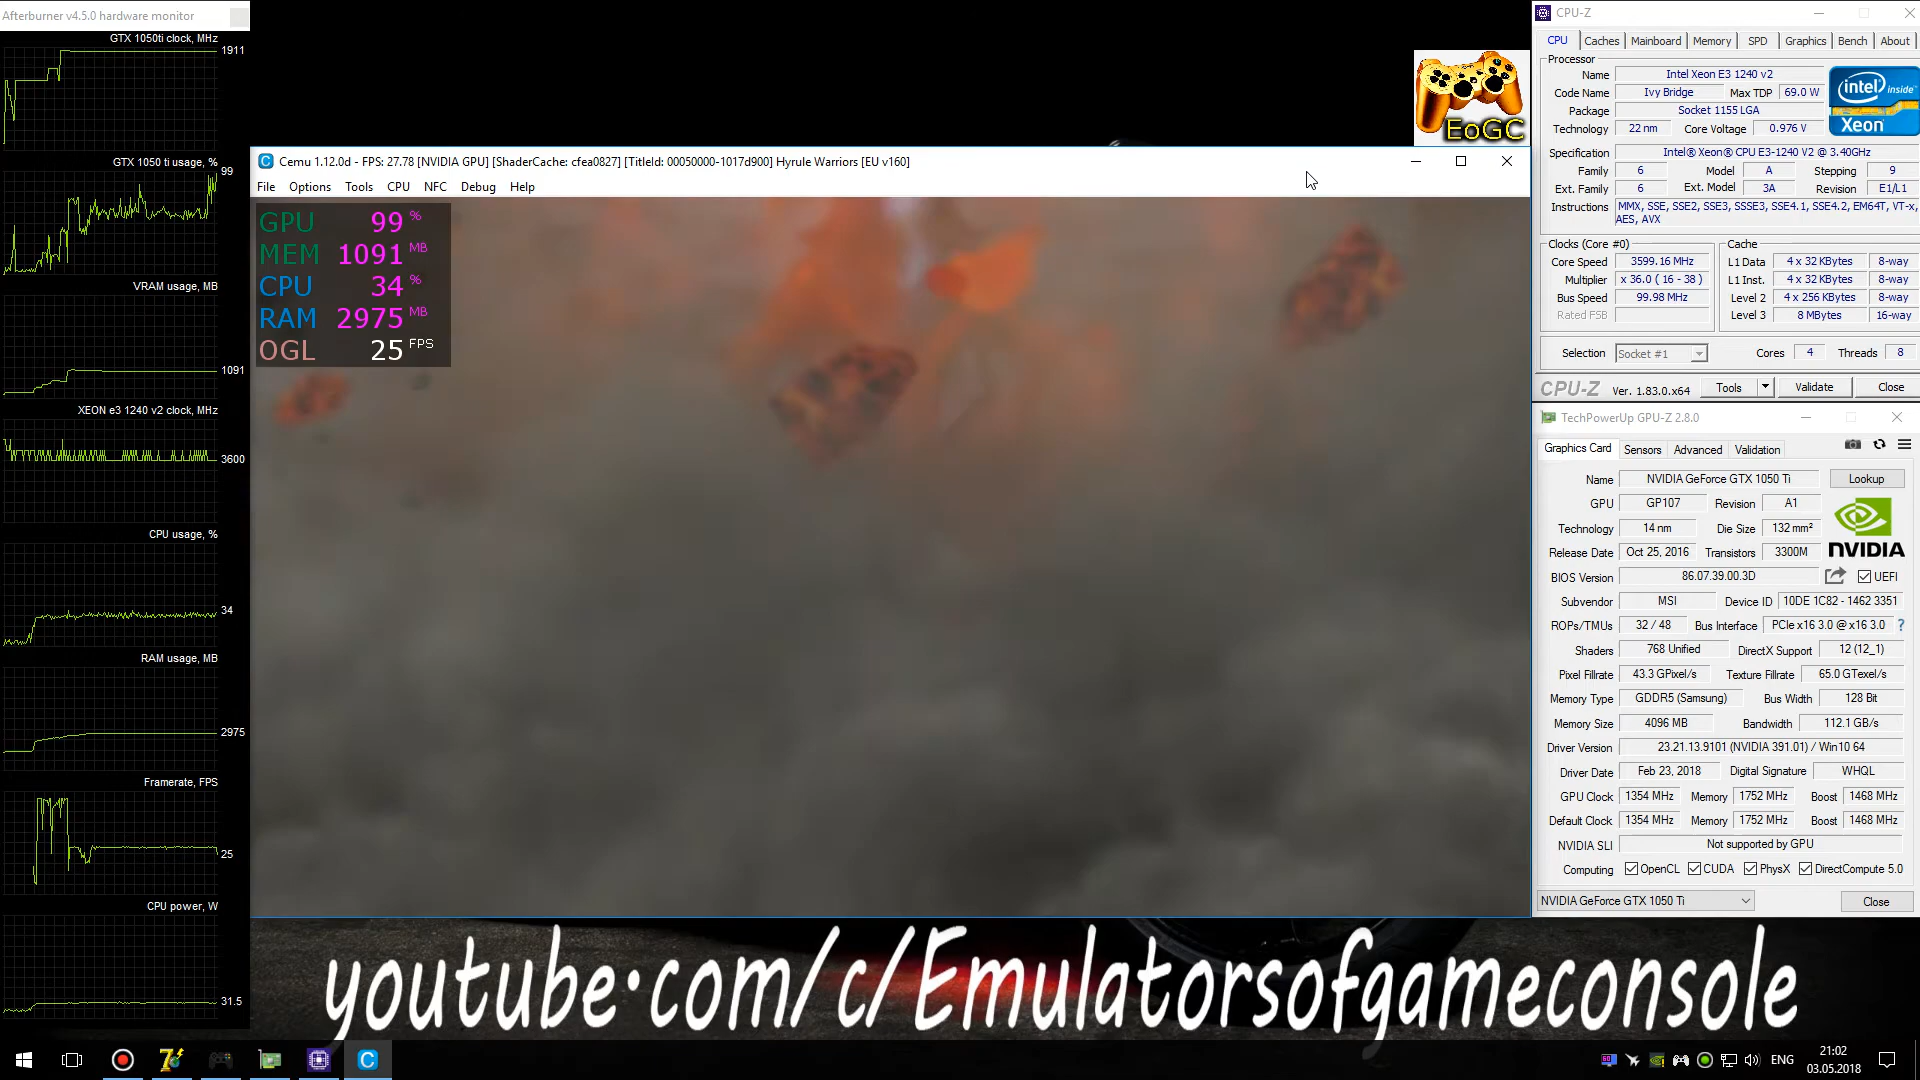 Afterburner v4.5.0 hardware monitor
GTX 1050ti clock, MHz
1911
GTX 1050 ti usage, %
99
VRAM usage, MB
1091
XEON e3 1240 v2 clock, MHz
3600
CPU usage, %
34
RAM usage, MB
2975
Framerate, FPS
25
CPU power, W
31.5
EoGC
Cemu 1.12.0d - FPS: 27.78 [NVIDIA GPU] [ShaderCache: cfea0827] [TitleId: 00050000-1017d900] Hyrule Warriors [EU v160]
File Options Tools CPU NFC Debug Help
GPU 99 %
MEM 1091 MB
CPU 34 %
RAM 2975 MB
OGL 25 FPS
CPU-Z
CPU Caches Mainboard Memory SPD Graphics Bench About
Processor
Name Intel Xeon E3 1240 v2
Code Name Ivy Bridge Max TDP 69.0 W
Package Socket 1155 LGA
Technology 22 nm Core Voltage 0.976 V
intel inside
Xeon
Specification Intel® Xeon® CPU E3-1240 V2 @ 3.40GHz
Family 6 Model A Stepping 9
Ext. Family 6 Ext. Model 3A Revision E1/L1
Instructions MMX, SSE, SSE2, SSE3, SSSE3, SSE4.1, SSE4.2, EM64T, VT-x,
AES, AVX
Clocks (Core #0) Cache
Core Speed 3599.16 MHz L1 Data 4 x 32 KBytes 8-way
Multiplier x 36.0 ( 16 - 38 ) L1 Inst. 4 x 32 KBytes 8-way
Bus Speed 99.98 MHz Level 2 4 x 256 KBytes 8-way
Rated FSB Level 3 8 MBytes 16-way
Selection Socket #1 Cores 4 Threads 8
CPU-Z Ver. 1.83.0.x64 Tools Validate Close
TechPowerUp GPU-Z 2.8.0
Graphics Card Sensors Advanced Validation
Name NVIDIA GeForce GTX 1050 Ti Lookup
GPU GP107 Revision A1
Technology 14 nm Die Size 132 mm²
Release Date Oct 25, 2016 Transistors 3300M
NVIDIA
BIOS Version 86.07.39.00.3D UEFI
Subvendor MSI Device ID 10DE 1C82 - 1462 3351
ROPs/TMUs 32 / 48 Bus Interface PCIe x16 3.0 @ x16 3.0 ?
Shaders 768 Unified DirectX Support 12 (12_1)
Pixel Fillrate 43.3 GPixel/s Texture Fillrate 65.0 GTexel/s
Memory Type GDDR5 (Samsung) Bus Width 128 Bit
Memory Size 4096 MB Bandwidth 112.1 GB/s
Driver Version 23.21.13.9101 (NVIDIA 391.01) / Win10 64
Driver Date Feb 23, 2018 Digital Signature WHQL
GPU Clock 1354 MHz Memory 1752 MHz Boost 1468 MHz
Default Clock 1354 MHz Memory 1752 MHz Boost 1468 MHz
NVIDIA SLI Not supported by GPU
Computing OpenCL CUDA PhysX DirectCompute 5.0
NVIDIA GeForce GTX 1050 Ti Close
youtube.com/c/Emulatorsofgameconsole
ENG
21:02
03.05.2018